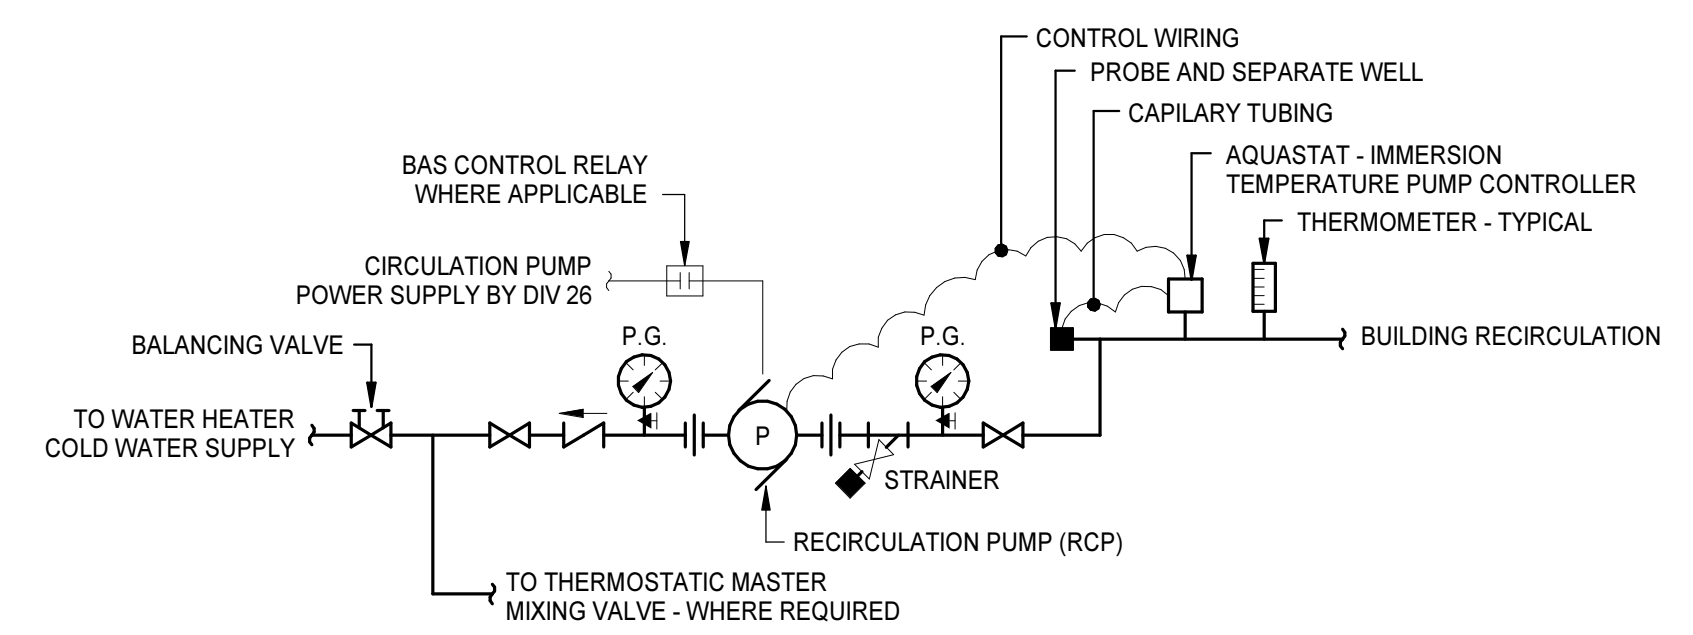 CONTROL WIRING
PROBE AND SEPARATE WELL
CAPILARY TUBING
AQUASTAT - IMMERSION
TEMPERATURE PUMP CONTROLLER
THERMOMETER - TYPICAL
BAS CONTROL RELAY
WHERE APPLICABLE
CIRCULATION PUMP
POWER SUPPLY BY DIV 26
BALANCING VALVE
P.G.
P.G.
BUILDING RECIRCULATION
TO WATER HEATER
COLD WATER SUPPLY
P
STRAINER
RECIRCULATION PUMP (RCP)
TO THERMOSTATIC MASTER
MIXING VALVE - WHERE REQUIRED